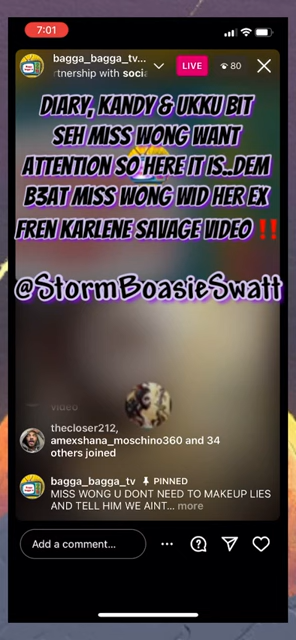 7:01
bagga_bagga_tv...
rtnership with socia
LIVE
80
DIARY, KANDY & UKKU BIT
SEH MISS WONG WANT
ATTENTION SO HERE IT IS..DEM
B3AT MISS WONG WID HER EX
FREN KARLENE SAVAGE VIDEO ‼️
@StormBoasieSwatt
video
thecloser212,
amexshana_moschino360 and 34
others joined
bagga_bagga_tv PINNED
MISS WONG U DONT NEED TO MAKEUP LIES
AND TELL HIM WE AINT... more
Add a comment...